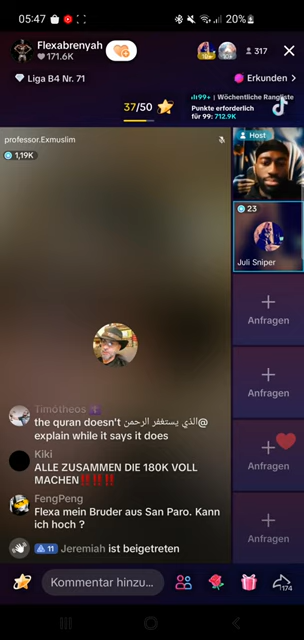 05:47
20%
Flexabrenyah
171.6K
317
Liga B4 Nr. 71
Erkunden >
37/50
99+ | Wöchentliche Rangliste
Punkte erforderlich
für 99: 712.9K
professor.Exmuslim
1,19K
Host
23
Juli Sniper
Anfragen
Anfragen
Anfragen
Anfragen
Timótheos
the quran doesn't الذي يستغفر الرحمن@
explain while it says it does
Kiki
ALLE ZUSAMMEN DIE 180K VOLL
MACHEN‼️‼️‼️
FengPeng
Flexa mein Bruder aus San Paro. Kann
ich hoch ?
11 Jeremiah ist beigetreten
Kommentar hinzu...
174